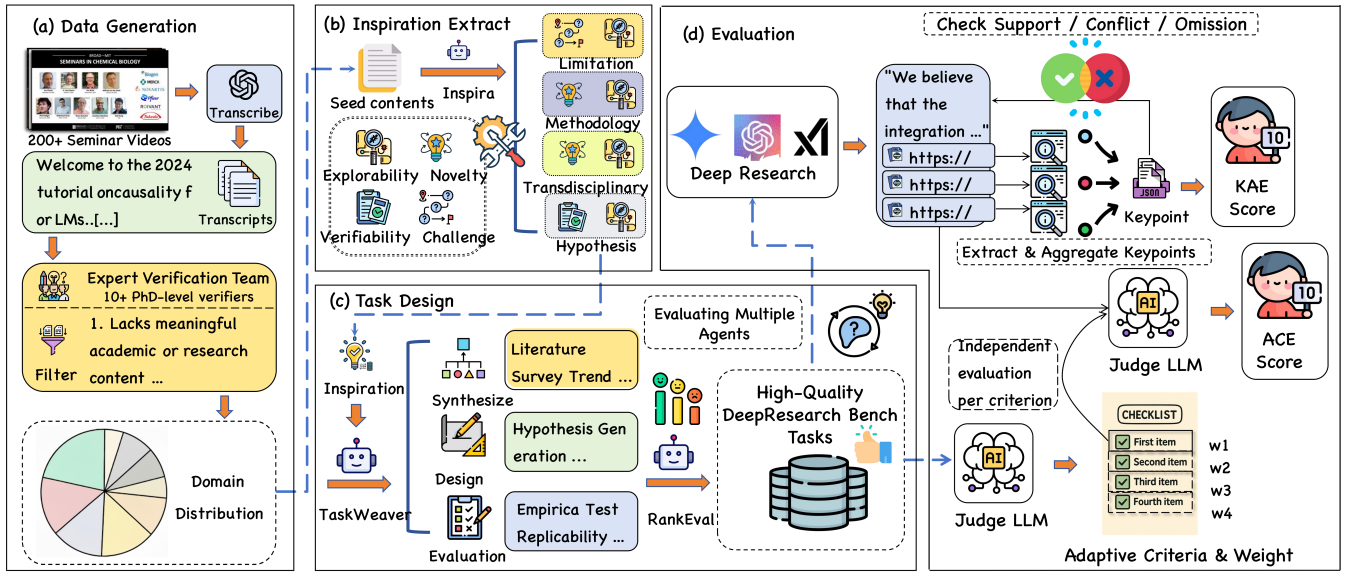 (a) Data Generation
SEMINARS IN CHEMICAL BIOLOGY
Transcribe
200+ Seminar Videos
Welcome to the 2024
tutorial oncausality f
or LMs..[...]
Transcripts
Expert Verification Team
10+ PhD-level verifiers
Filter
1. Lacks meaningful
academic or research
content ...
Domain
Distribution
(b) Inspiration Extract
Seed contents
Inspira
Explorability
Novelty
Verifiability
Challenge
Limitation
Methodology
Transdisciplinary
Hypothesis
(c) Task Design
Inspiration
TaskWeaver
Synthesize
Design
Evaluation
Literature
Survey Trend ...
Hypothesis Gen
eration ...
Empirica Test
Replicability ...
Evaluating Multiple
Agents
RankEval
High-Quality
DeepResearch Bench
Tasks
(d) Evaluation
Deep Research
Check Support / Conflict / Omission
"We believe
that the
integration ..."
https://
https://
https://
JSON
Keypoint
10
KAE
Score
Extract & Aggregate Keypoints
AI
Judge LLM
10
ACE
Score
Independent
evaluation
per criterion
AI
Judge LLM
CHECKLIST
First item
Second item
Third item
Fourth item
w1
w2
w3
w4
Adaptive Criteria & Weight